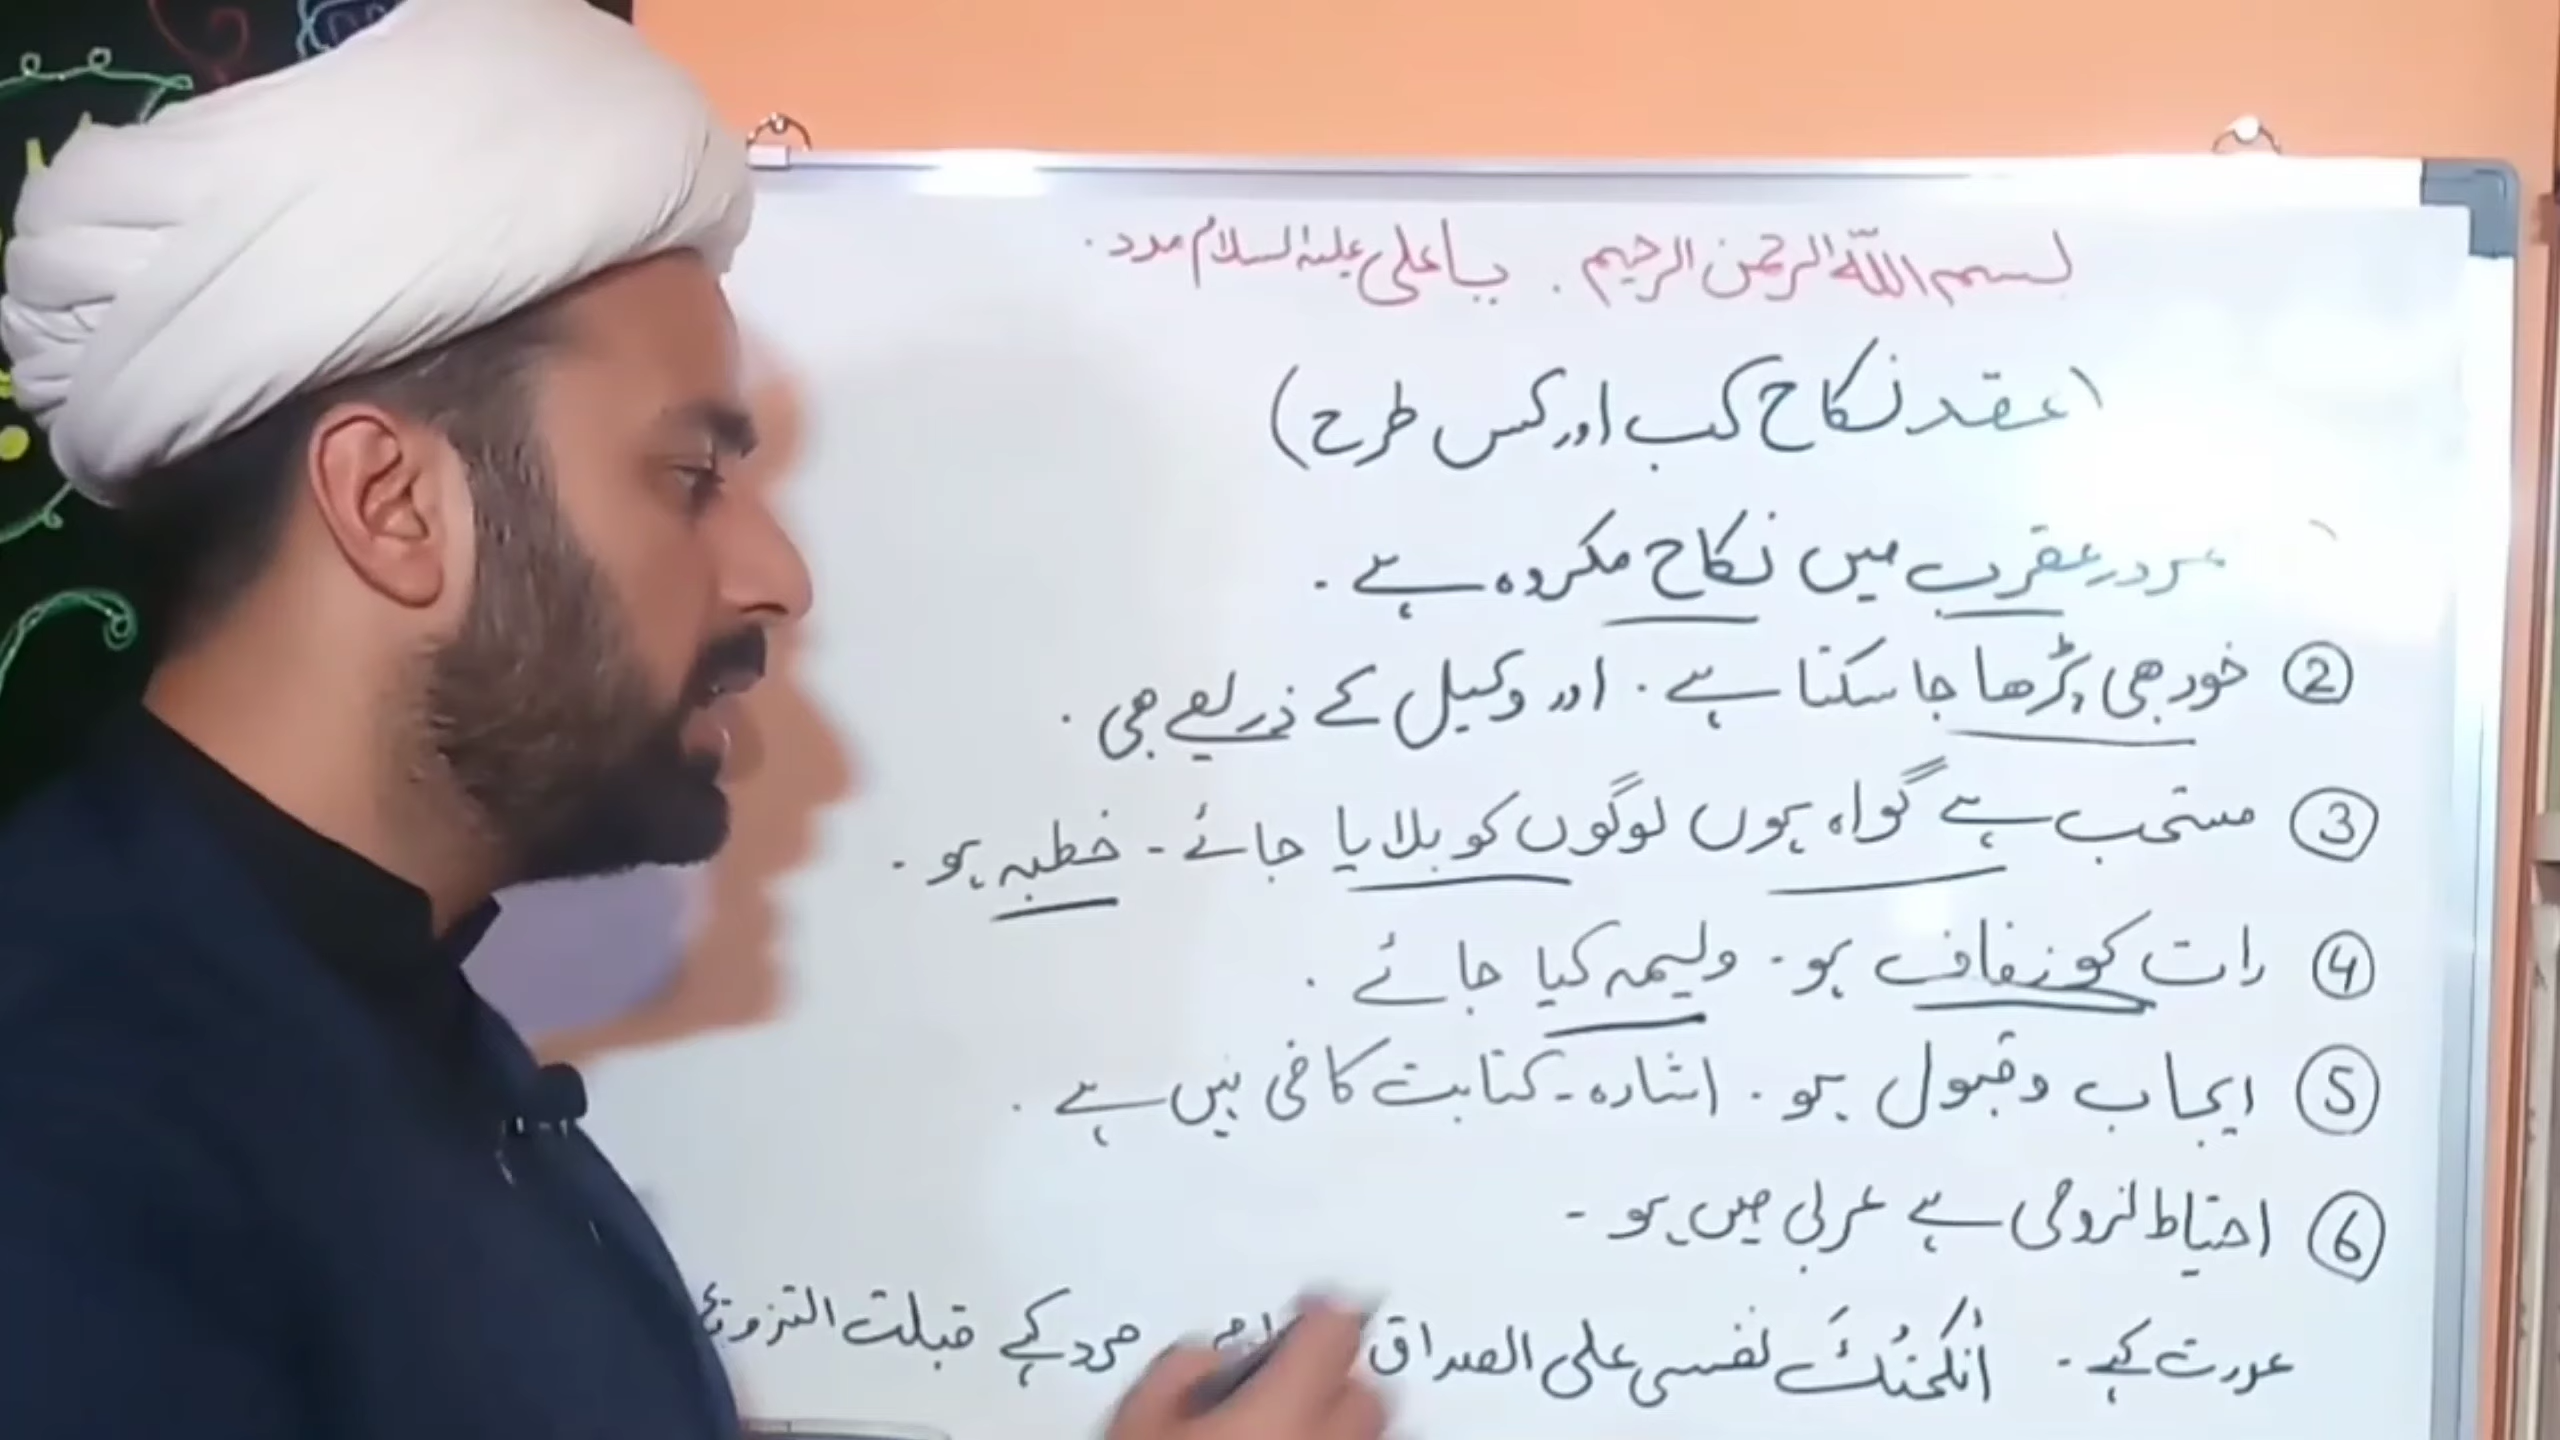 بسم اللہ الرحمن الرحیم . یا علی علیہ السلام مدد .
(عقد نکاح کب اور کس طرح)
در عقرب میں نکاح مکروہ ہے .
② خود بھی پڑھا جا سکتا ہے . اور وکیل کے ذریعے بھی .
③ مستحب ہے گواہ ہوں لوگوں کو بلایا جائے - خطبہ ہو .
④ رات کو زفاف ہو . ولیمہ کیا جائے .
⑤ ایجاب و قبول ہو . اشارہ - کتابت کافی نہیں ہے .
⑥ احتیاط لزومی ہے عربی میں ہو -
عورت کہے - أنكحتُكَ نفسی علی الصداق مرد کہے قبلت التزویج